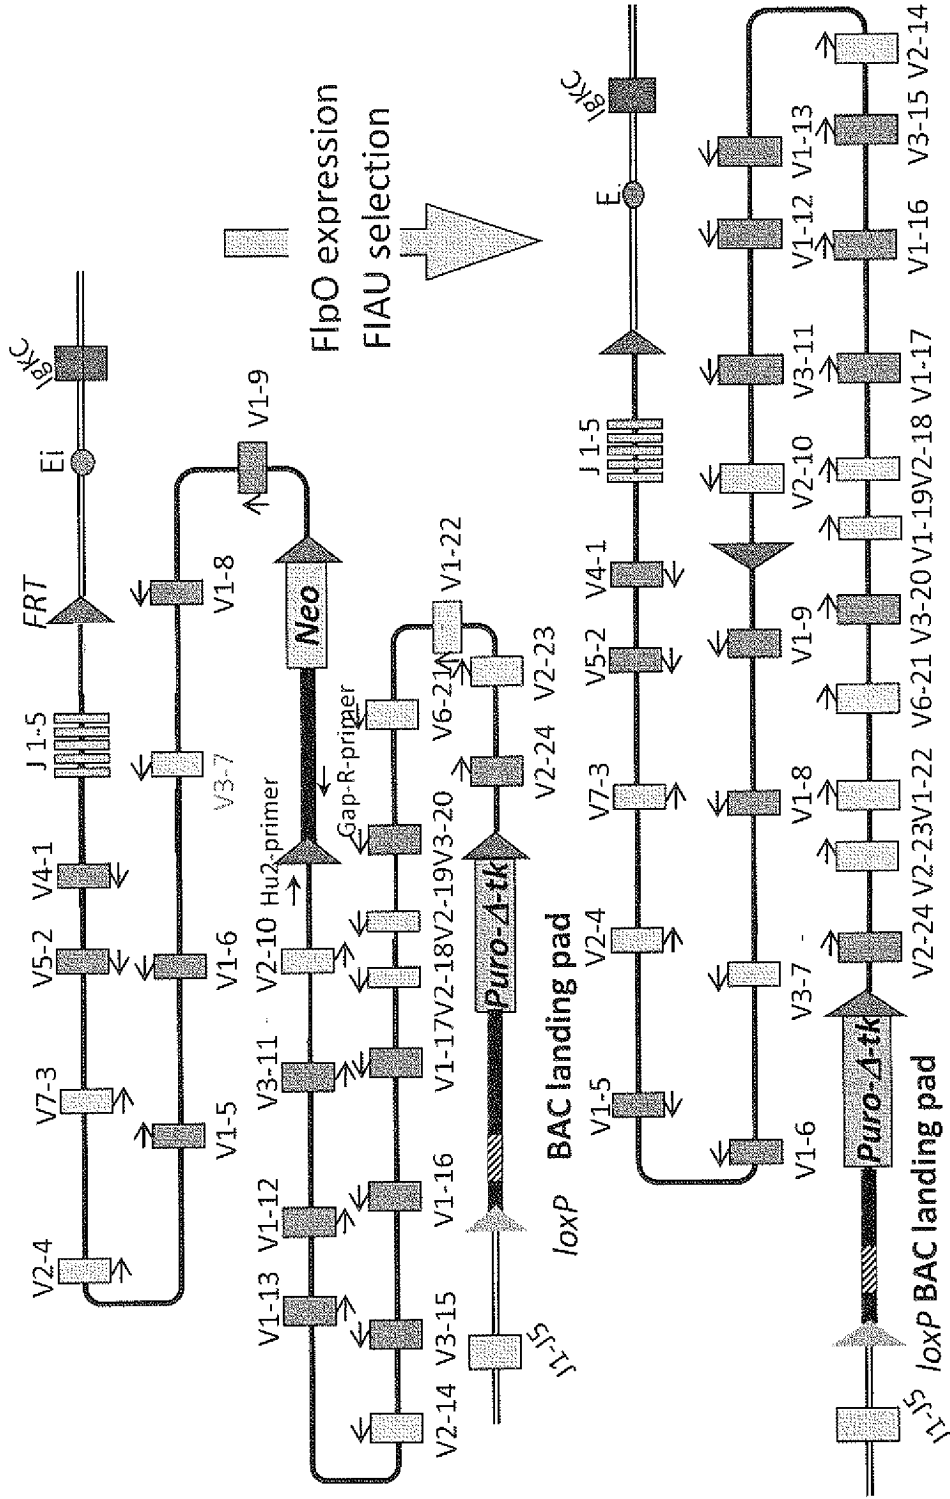 V2-4 V7-3 V5-2 V4-1 J 1-5 FRT Ei IgKC
V1-5 V1-6 V3-7 V1-8 V1-9
V1-13 V1-12 V3-11 V2-10 Hu2-primer Neo
Gap-R-primer
V2-14 V3-15 V1-16 V1-17 V2-18 V2-19 V3-20 V6-21 V1-22
Puro-Δ-tk
J1-J5 loxP BAC landing pad V2-24 V2-23
FlpO expression
FIAU selection
V1-5 V2-4 V7-3 V5-2 V4-1 J 1-5 E. IgKC
V1-6 V3-7 V1-8 V1-9 V2-10 V3-11 V1-12 V1-13
Puro-Δ-tk
V2-24 V2-23 V1-22 V6-21 V3-20 V1-19 V2-18 V1-17 V1-16 V3-15 V2-14
J1-J5 loxP BAC landing pad